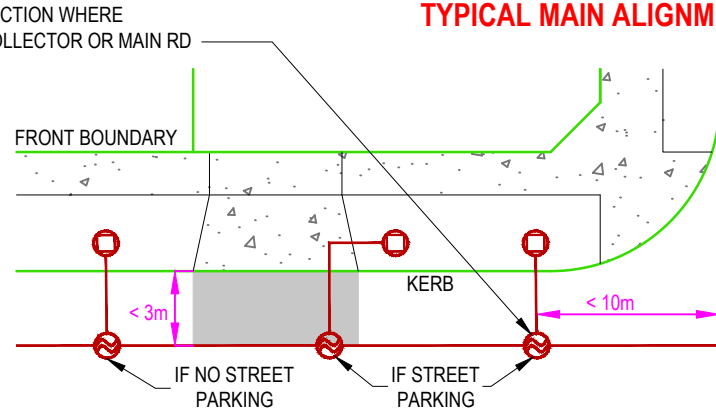 TYPICAL MAIN ALIGNM
CTION WHERE
OLLECTOR OR MAIN RD
FRONT BOUNDARY
KERB
< 3m
< 10m
IF NO STREET
PARKING
IF STREET
PARKING